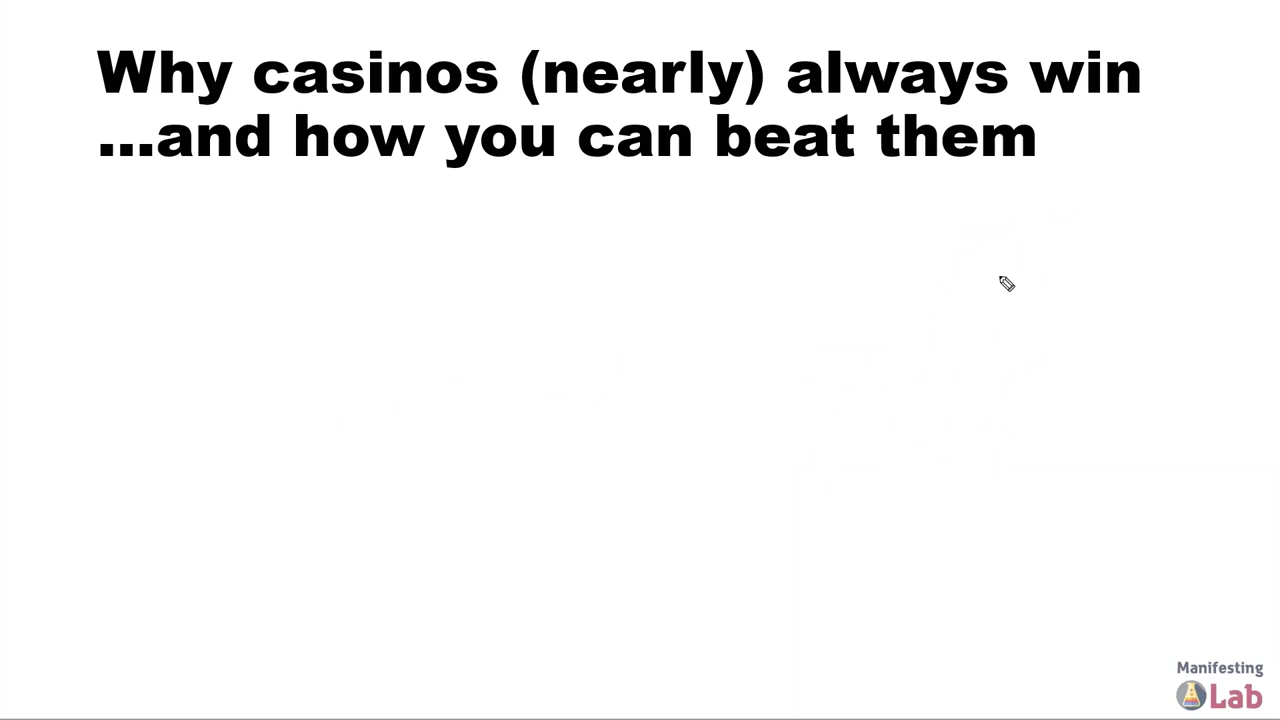 Why casinos (nearly) always win
...and how you can beat them
Manifesting
Lab